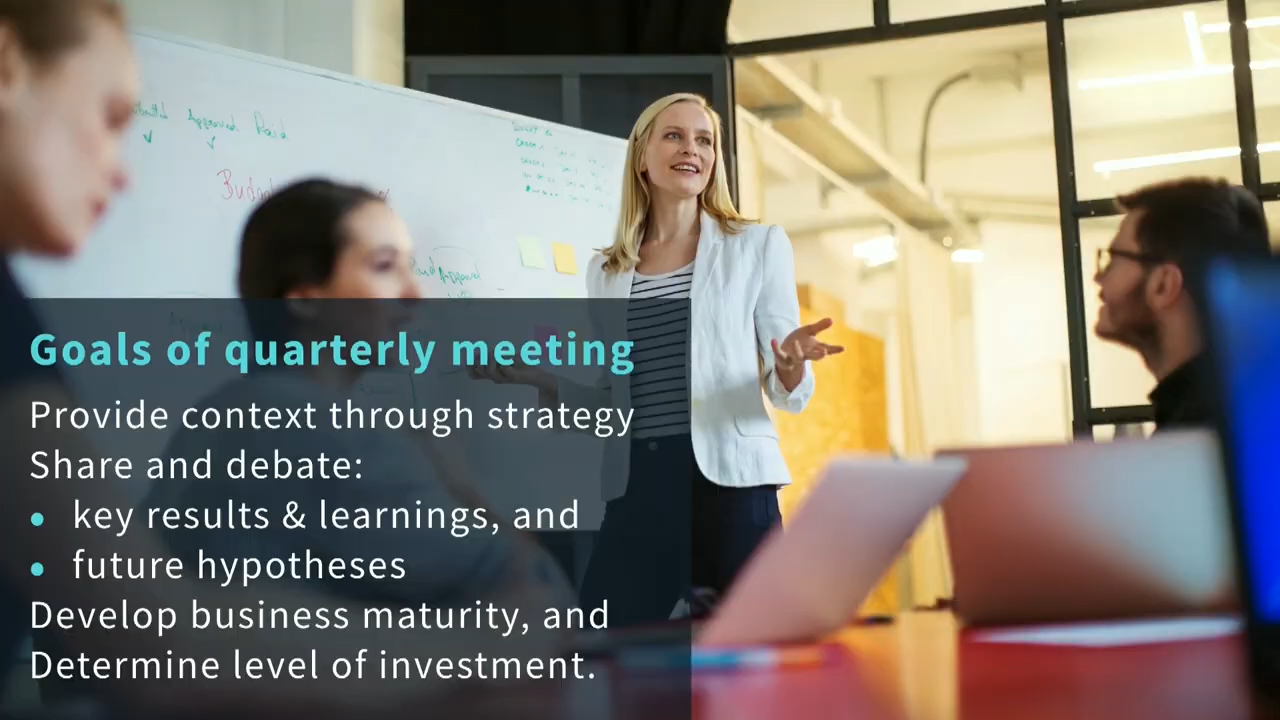 Approved Paid
Goals of quarterly meeting
Provide context through strategy
Share and debate:
• key results & learnings, and
• future hypotheses
Develop business maturity, and
Determine level of investment.